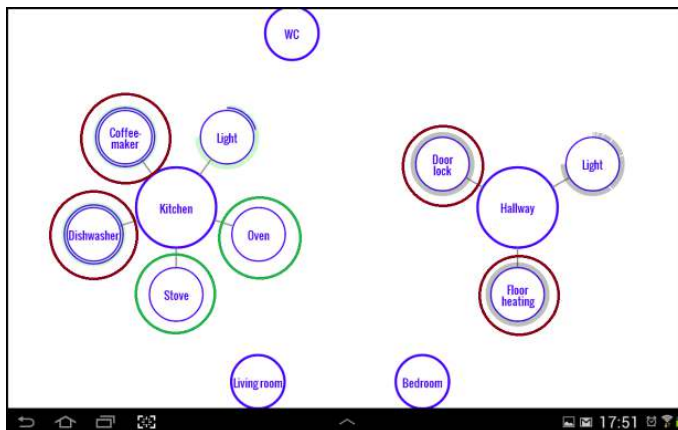 WC
Coffee-
maker
Light
Kitchen
Dishwasher
Oven
Stove
Door
lock
Light
Hallway
Floor
heating
Living room
Bedroom
17:51